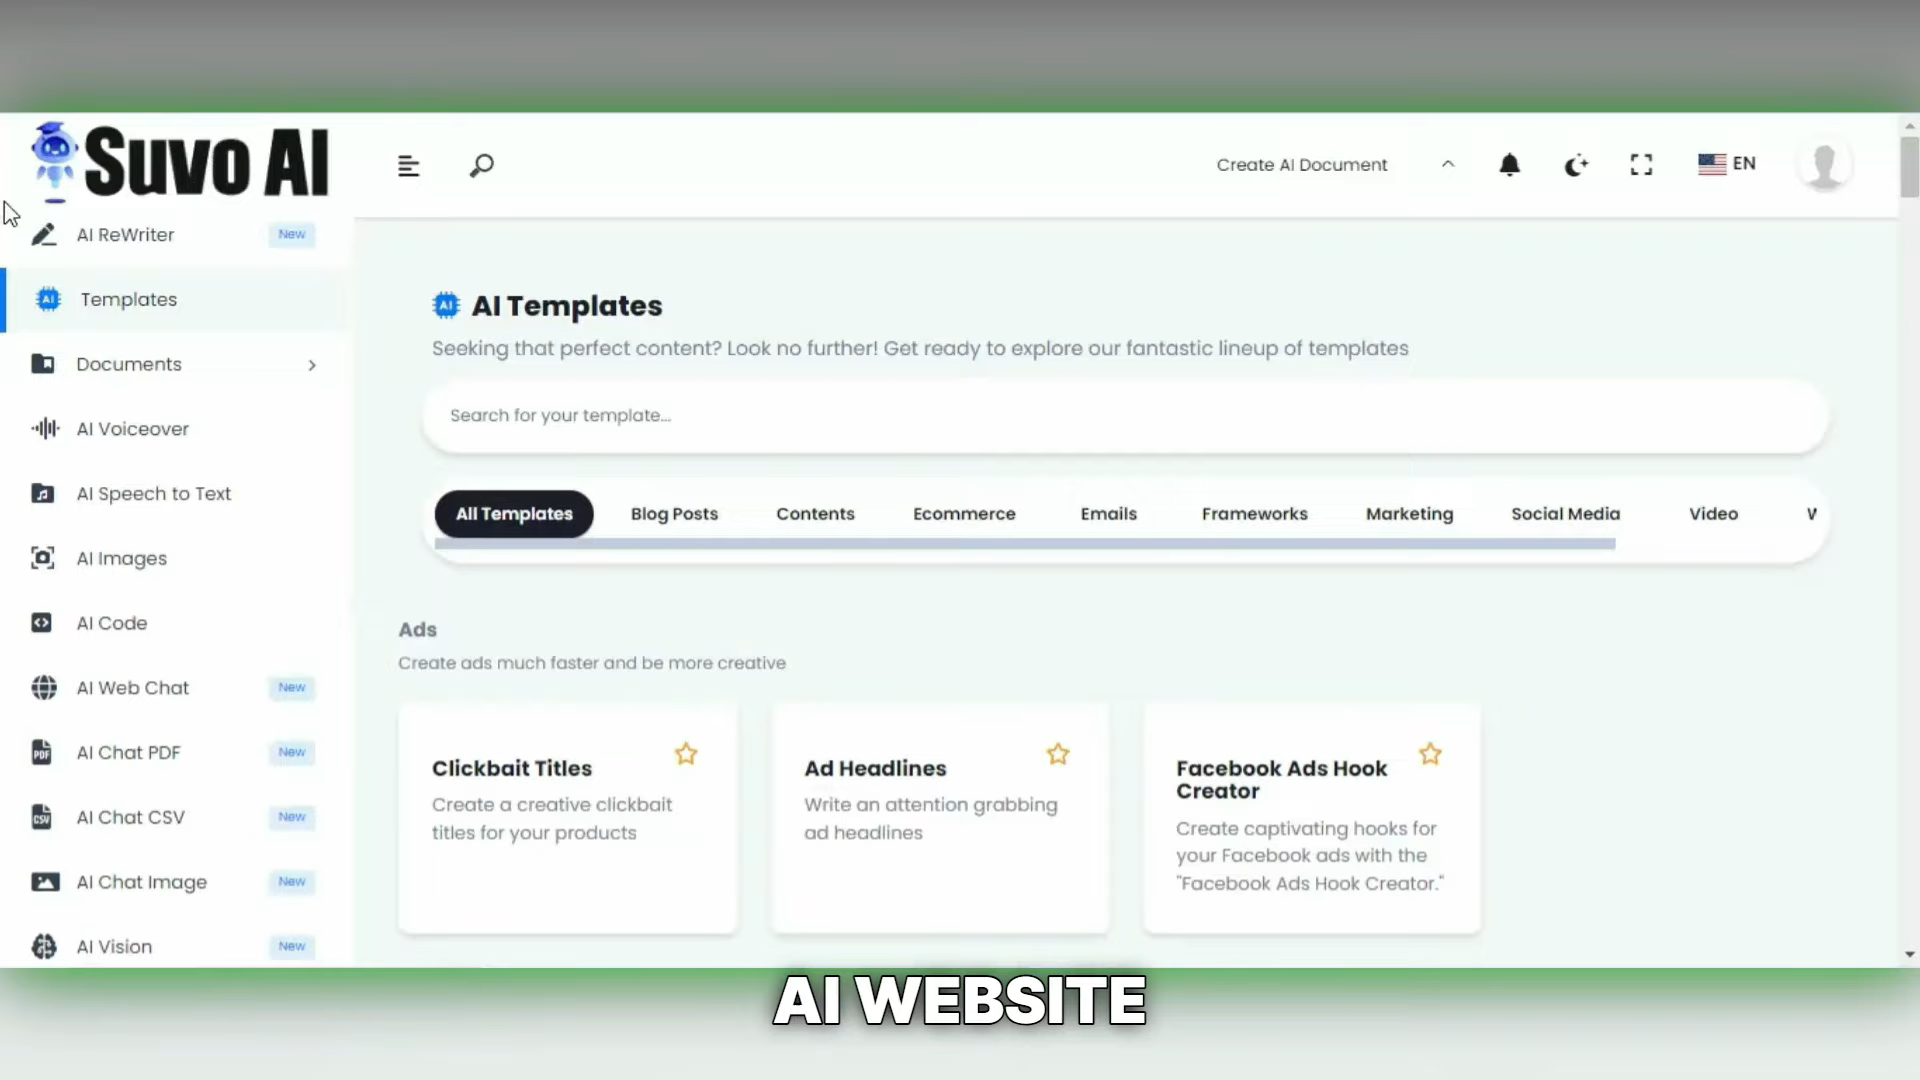 Suvo AI
Create AI Document
EN
AI ReWriter
New
Templates
Documents
AI Voiceover
AI Speech to Text
AI Images
AI Code
AI Web Chat
New
AI Chat PDF
New
AI Chat CSV
New
AI Chat Image
New
AI Vision
New
AI Templates
Seeking that perfect content? Look no further! Get ready to explore our fantastic lineup of templates
Search for your template...
All Templates
Blog Posts
Contents
Ecommerce
Emails
Frameworks
Marketing
Social Media
Video
Ads
Create ads much faster and be more creative
Clickbait Titles
Create a creative clickbait
titles for your products
Ad Headlines
Write an attention grabbing
ad headlines
Facebook Ads Hook
Creator
Create captivating hooks for
your Facebook ads with the
"Facebook Ads Hook Creator."
AI WEBSITE